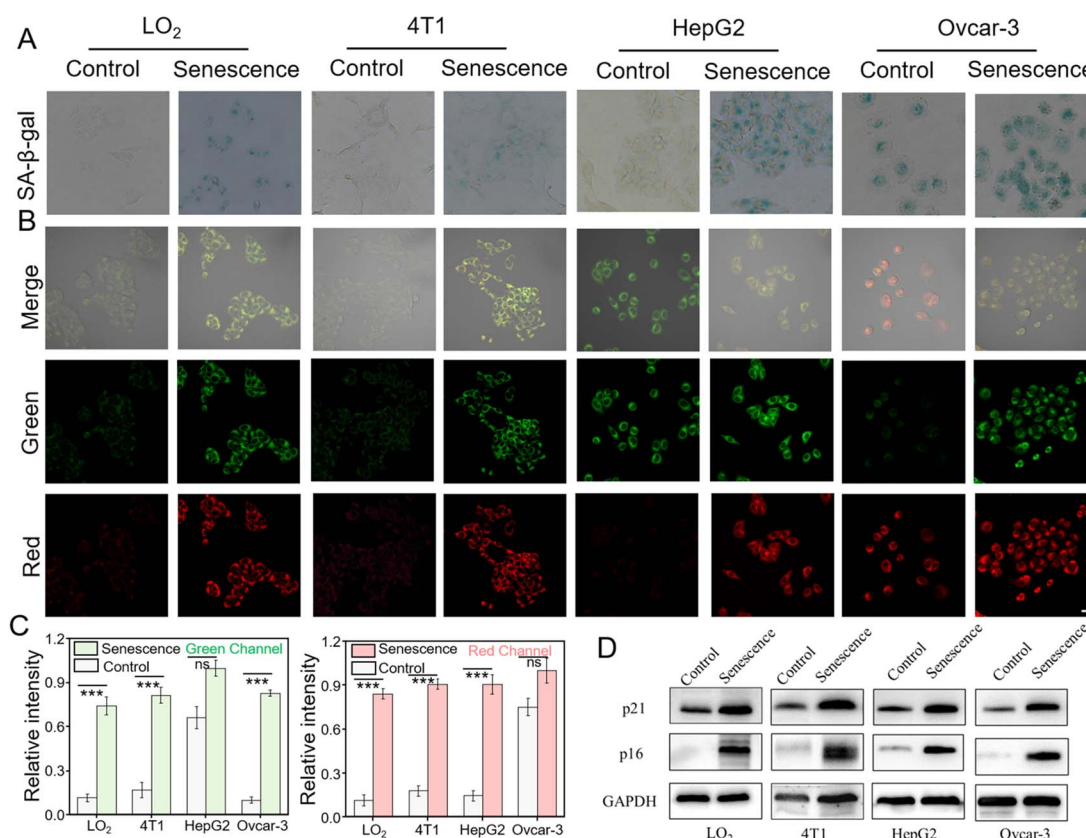 A
LO₂ 4T1 HepG2 Ovcar-3
Control Senescence Control Senescence Control Senescence Control Senescence
SA-β-gal
B
Merge
Green
Red
C
Relative intensity
1.2
0.9
0.6
0.3
0.0
Senescence Green Channel
Control
*** *** ns ***
LO₂ 4T1 HepG2 Ovcar-3
Relative intensity
1.2
0.9
0.6
0.3
0.0
Senescence Red Channel
Control
*** *** *** ns
LO₂ 4T1 HepG2 Ovcar-3
D
Control Senescence Control Senescence Control Senescence Control Senescence
p21
p16
GAPDH
LO₂ 4T1 HepG2 Ovcar-3